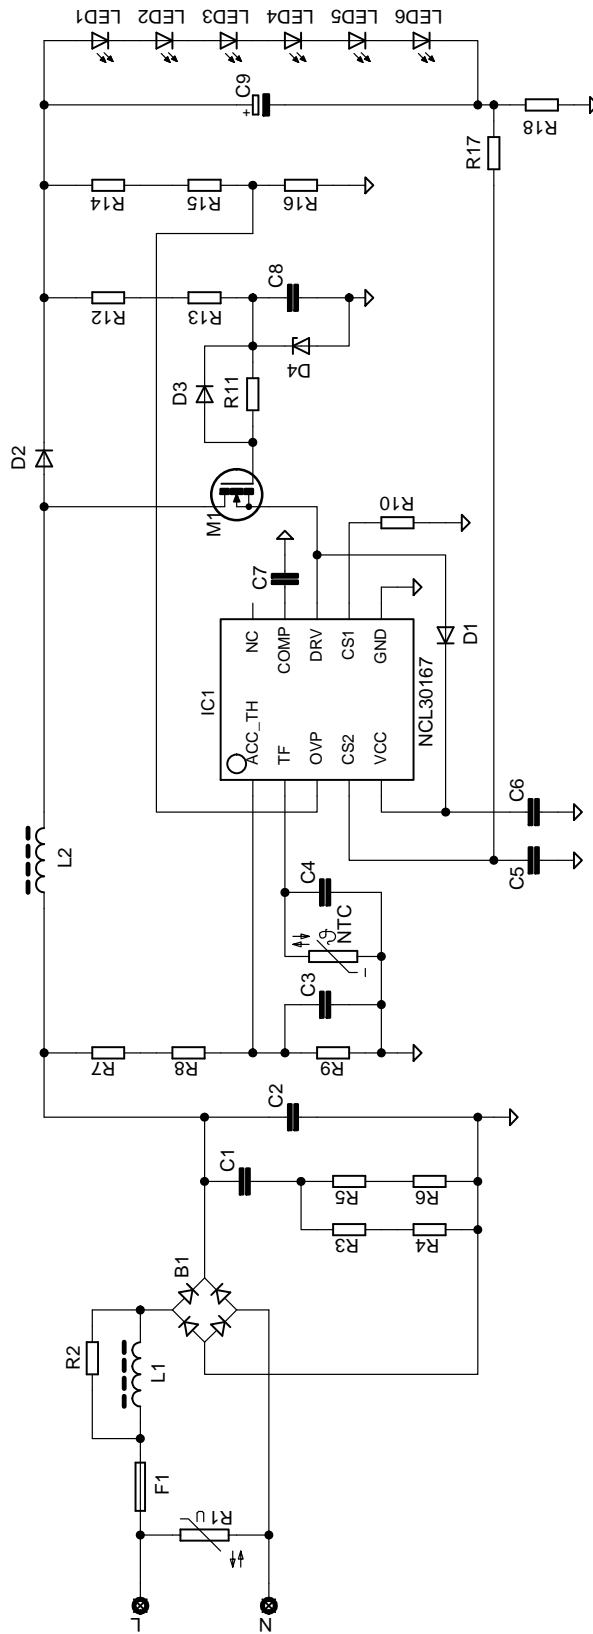 LED1
LED2
LED3
LED4
LED5
LED6
C9
+
R18
R17
R14
R15
R16
R12
R13
C8
D4
D3
R11
D2
M1
R10
C7
IC1
NC
COMP
DRV
CS1
GND
ACC_TH
TF
OVP
CS2
VCC
NCL30167
D1
L2
C6
C5
C4
NTC
ϑ
C3
R7
R8
R9
C2
C1
R5
R6
R3
R4
B1
R2
L1
F1
R1
U
L
N